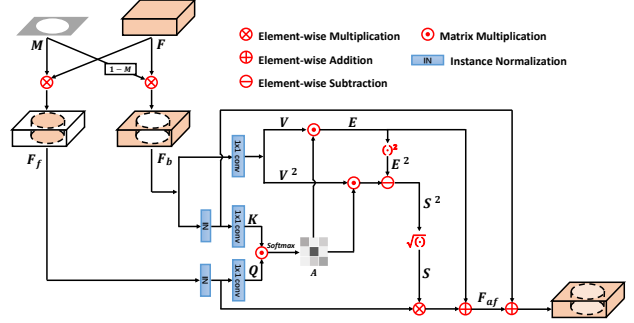 M
F
1 − M
Element-wise Multiplication
Matrix Multiplication
Element-wise Addition
IN Instance Normalization
Element-wise Subtraction
F_f
F_b
1x1 conv
V
E
(·)²
E²
V²
S²
IN
1x1 conv
K
Softmax
A
√(·)
IN
1x1 conv
Q
S
F_af